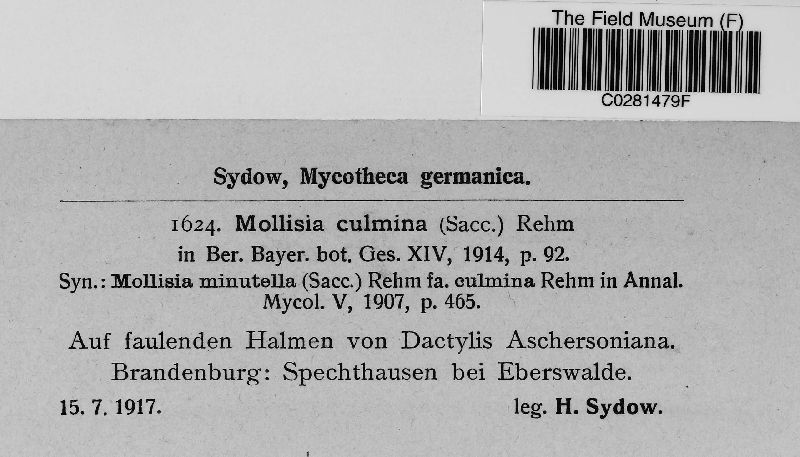 The Field Museum (F)
C0281479F
Sydow, Mycotheca germanica.
1624. Mollisia culmina (Sacc.) Rehm
in Ber. Bayer. bot. Ges. XIV, 1914, p. 92.
Syn.: Mollisia minutella (Sacc.) Rehm fa. culmina Rehm in Annal.
Mycol. V, 1907, p. 465.
Auf faulenden Halmen von Dactylis Aschersoniana.
Brandenburg: Spechthausen bei Eberswalde.
15. 7. 1917. leg. H. Sydow.